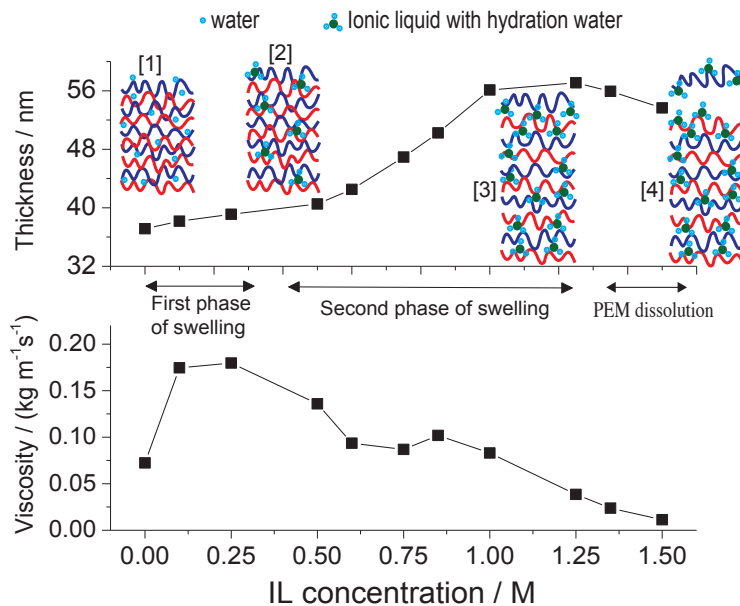 water
Ionic liquid with hydration water
[1]
[2]
[3]
[4]
Thickness / nm
56
48
40
32
First phase
of swelling
Second phase of swelling
PEM dissolution
Viscosity / (kg m⁻¹s⁻¹)
0.20
0.15
0.10
0.05
0.00
0.00 0.25 0.50 0.75 1.00 1.25 1.50
IL concentration / M